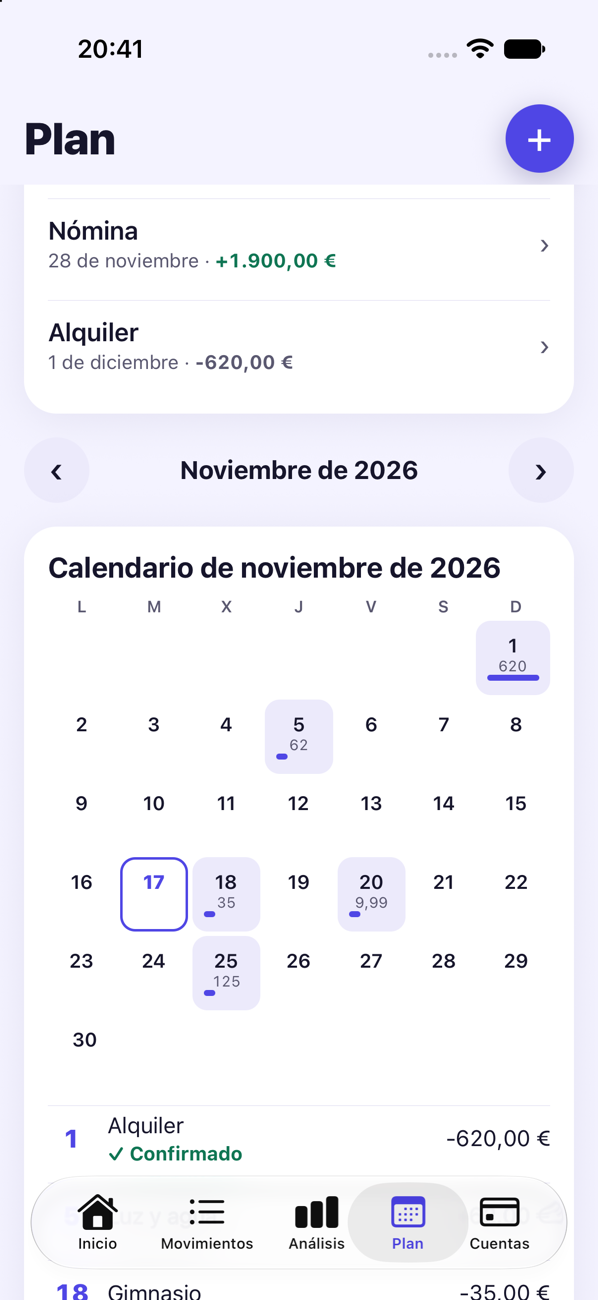 20:41
Plan
Nómina
28 de noviembre · +1.900,00 €
Alquiler
1 de diciembre · -620,00 €
Noviembre de 2026
Calendario de noviembre de 2026
L M X J V S D
1
620
2 3 4 5 6 7 8
62
9 10 11 12 13 14 15
16 17 18 19 20 21 22
35 9,99
23 24 25 26 27 28 29
125
30
1 Alquiler -620,00 €
✓ Confirmado
Luz y
Inicio Movimientos Análisis Plan Cuentas
18 Gimnasio -35,00 €